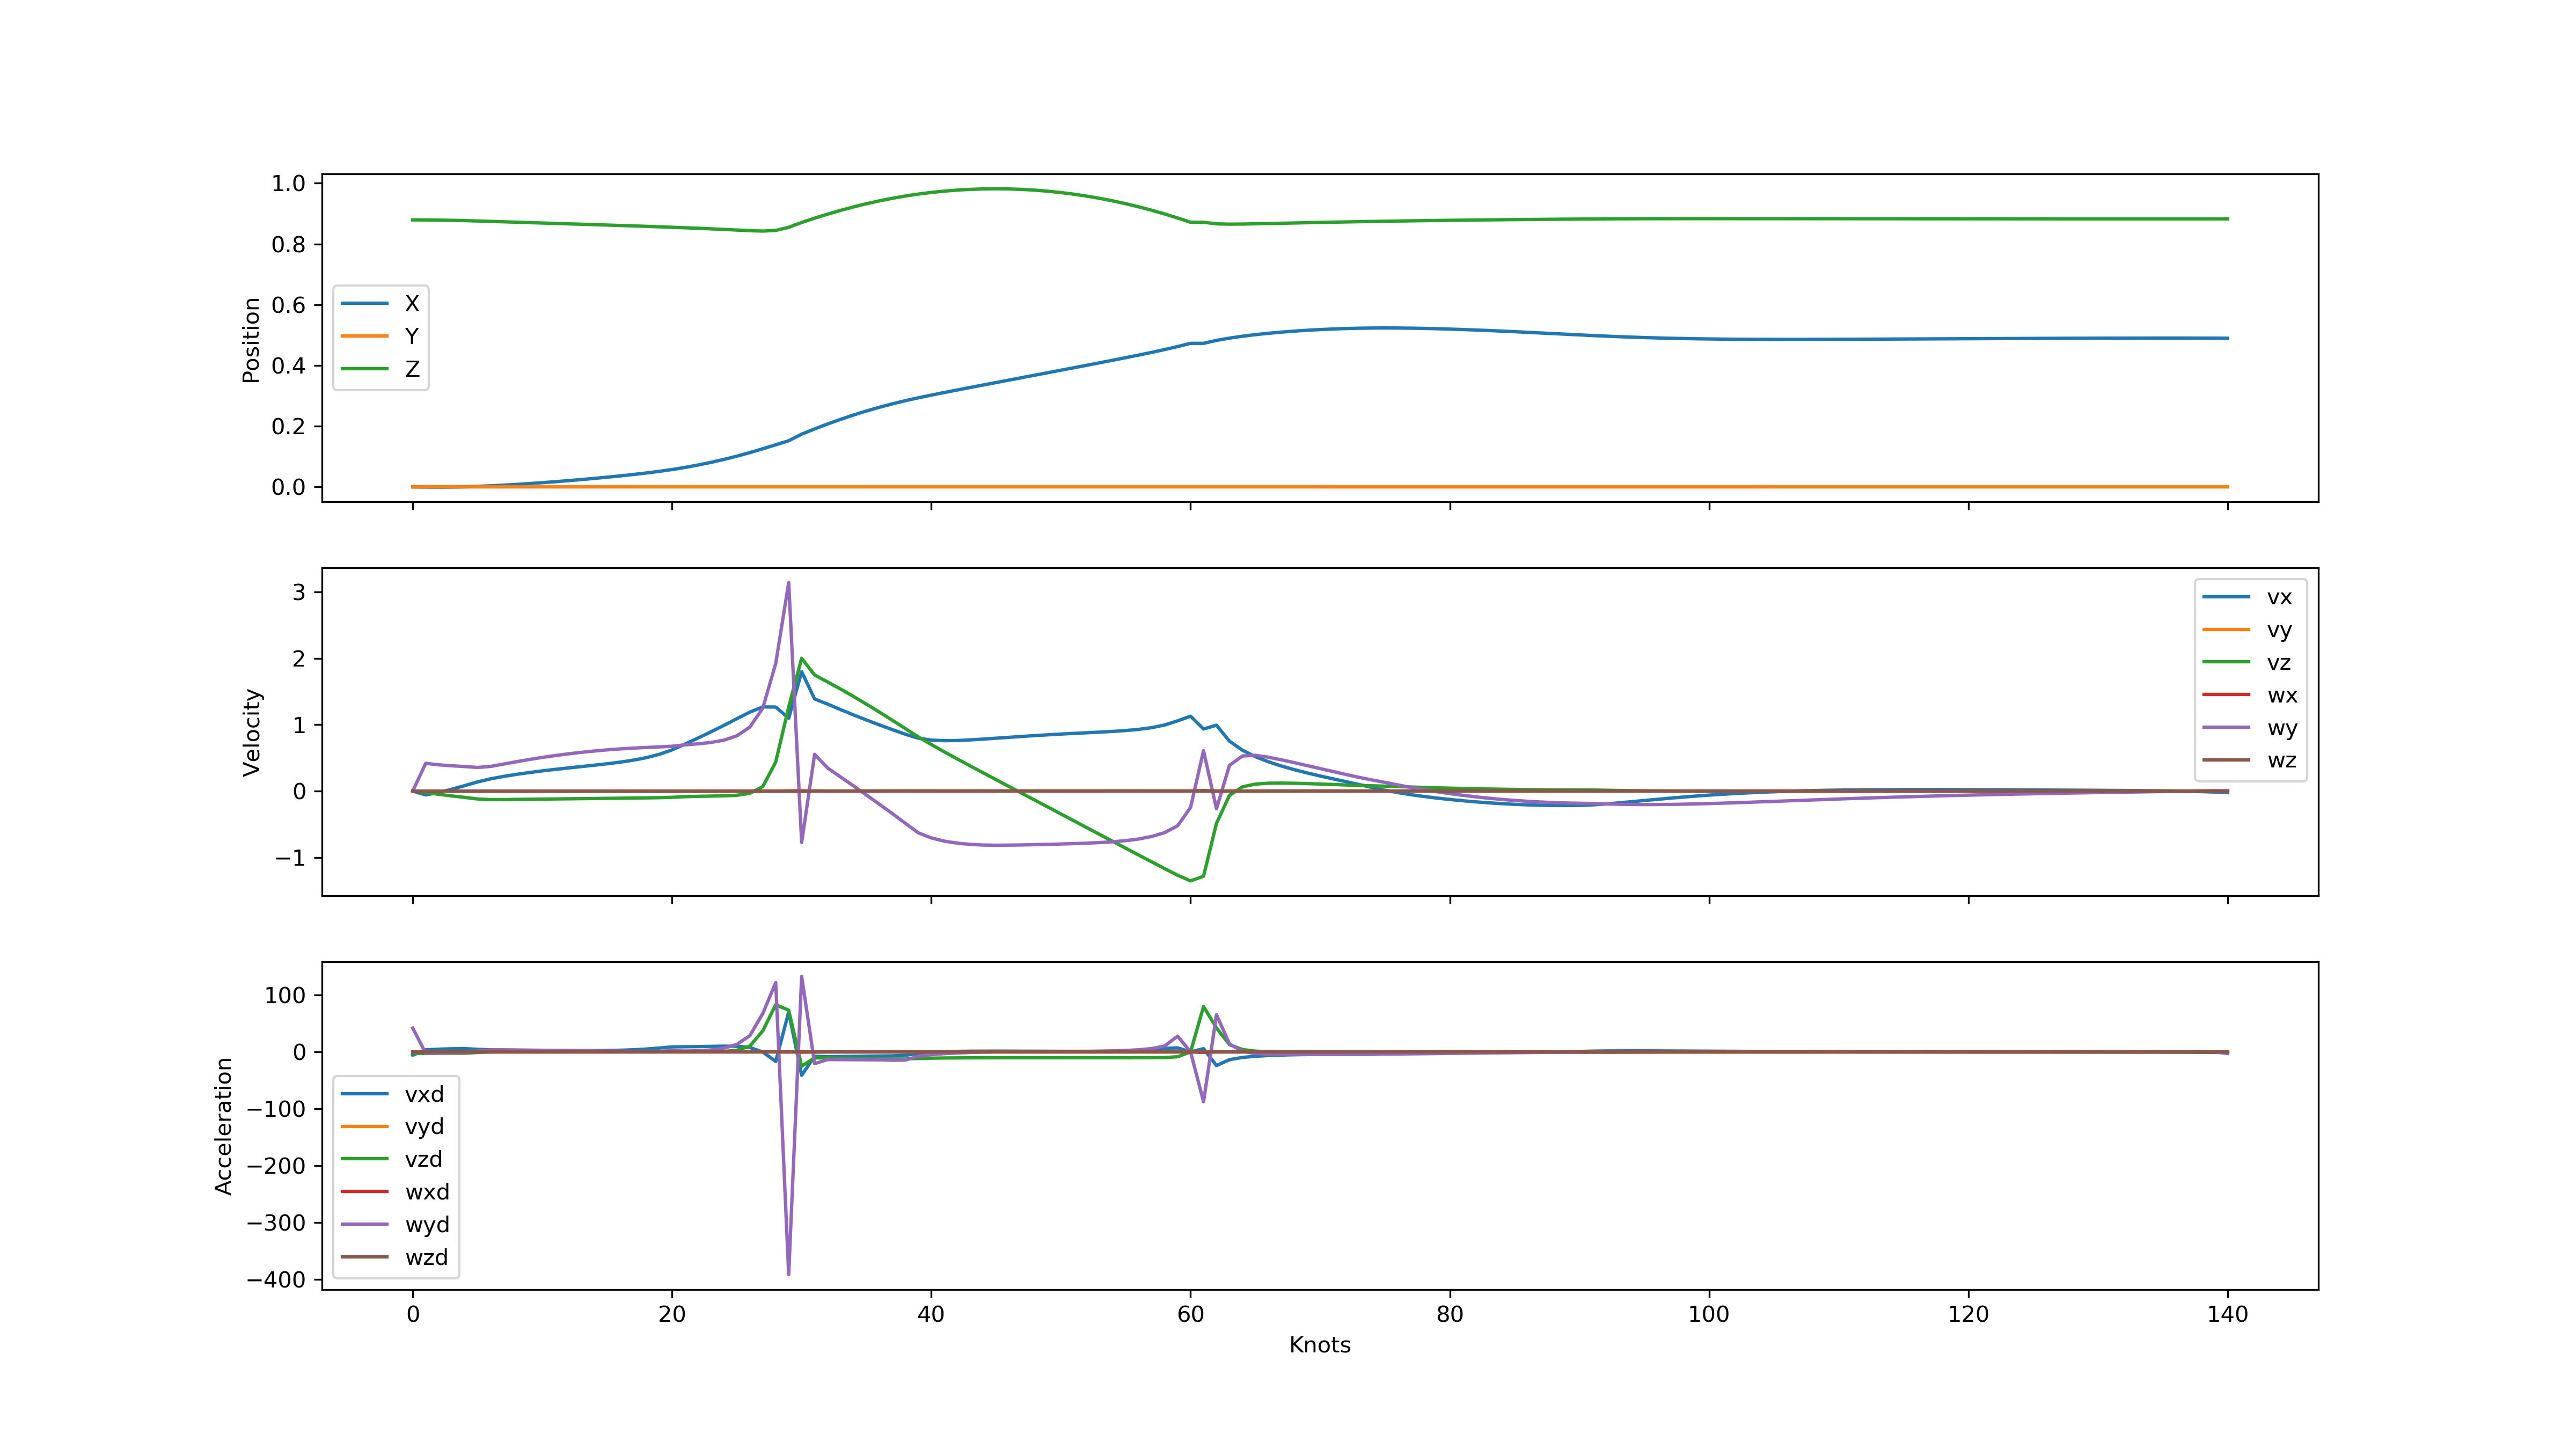 1.0
0.8
0.6
0.4
0.2
0.0
Position
X
Y
Z
3
2
1
0
−1
Velocity
vx
vy
vz
wx
wy
wz
100
0
−100
−200
−300
−400
Acceleration
vxd
vyd
vzd
wxd
wyd
wzd
0 20 40 60 80 100 120 140
Knots